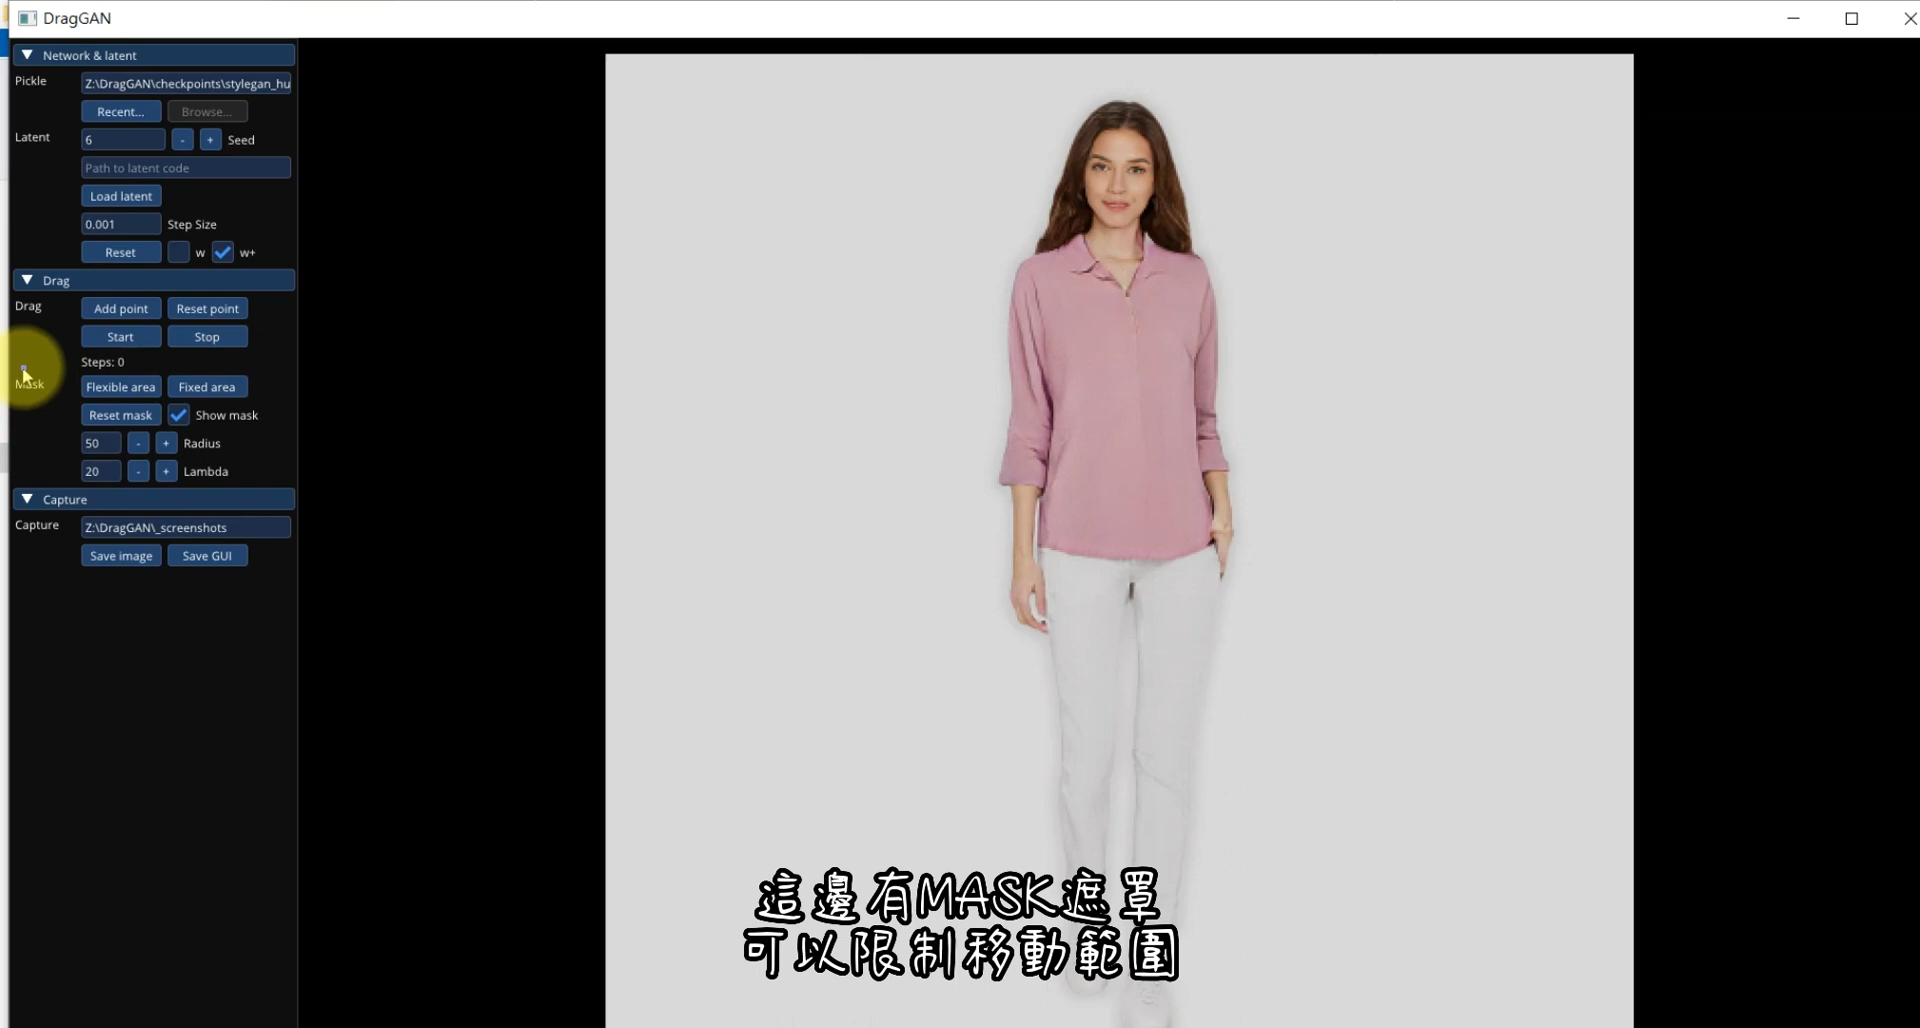 DragGAN
Network & latent
Pickle
Z:\DragGAN\checkpoints\stylegan_hu
Recent...
Browse...
Latent
6
-
+
Seed
Path to latent code
Load latent
0.001
Step Size
Reset
w
w+
Drag
Drag
Add point
Reset point
Start
Stop
Steps: 0
Mask
Flexible area
Fixed area
Reset mask
Show mask
50
-
+
Radius
20
-
+
Lambda
Capture
Capture
Z:\DragGAN\_screenshots
Save image
Save GUI
這邊有MASK遮罩
可以限制移動範圍